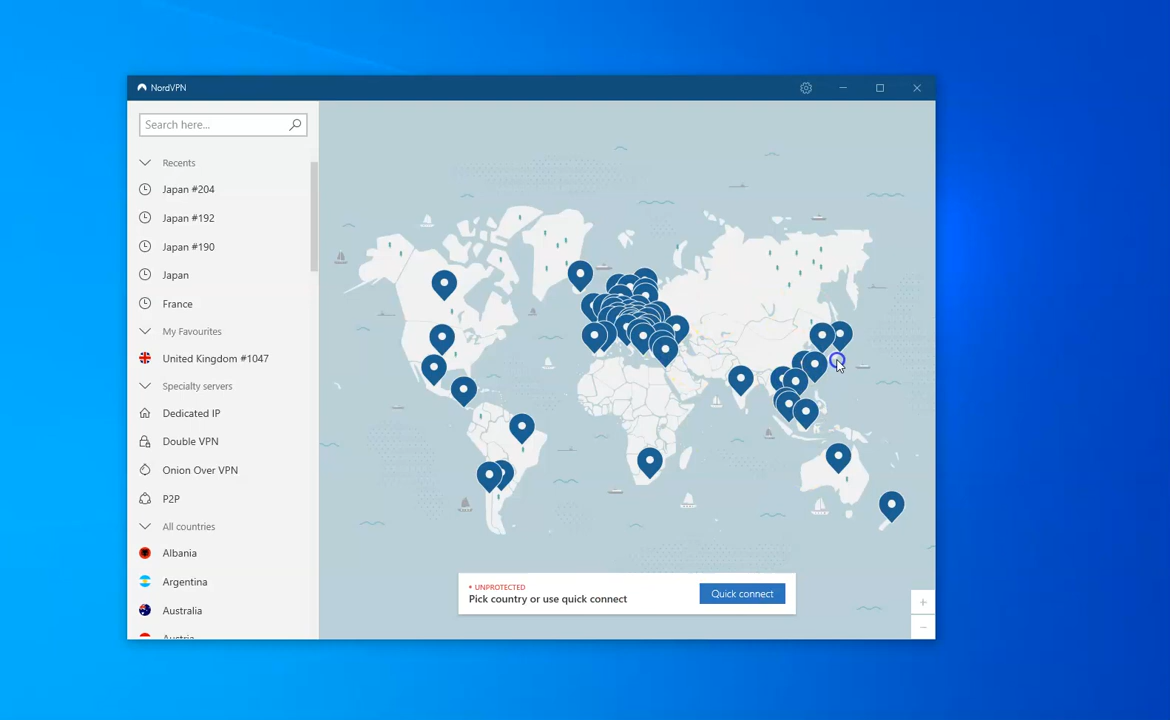 NordVPN
Search here...
Recents
Japan #204
Japan #192
Japan #190
Japan
France
My Favourites
United Kingdom #1047
Specialty servers
Dedicated IP
Double VPN
Onion Over VPN
P2P
All countries
Albania
Argentina
Australia
Austria
UNPROTECTED
Pick country or use quick connect
Quick connect